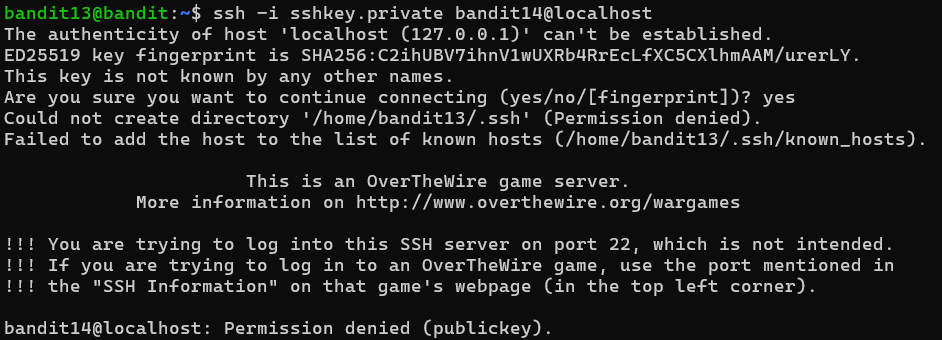 bandit13@bandit:~$ ssh -i sshkey.private bandit14@localhost
The authenticity of host 'localhost (127.0.0.1)' can't be established.
ED25519 key fingerprint is SHA256:C2ihUBV7ihnV1wUXRb4RrEcLfXC5CXlhmAAM/urerLY.
This key is not known by any other names.
Are you sure you want to continue connecting (yes/no/[fingerprint])? yes
Could not create directory '/home/bandit13/.ssh' (Permission denied).
Failed to add the host to the list of known hosts (/home/bandit13/.ssh/known_hosts).
This is an OverTheWire game server.
More information on http://www.overthewire.org/wargames
!!! You are trying to log into this SSH server on port 22, which is not intended.
!!! If you are trying to log in to an OverTheWire game, use the port mentioned in
!!! the "SSH Information" on that game's webpage (in the top left corner).
bandit14@localhost: Permission denied (publickey).